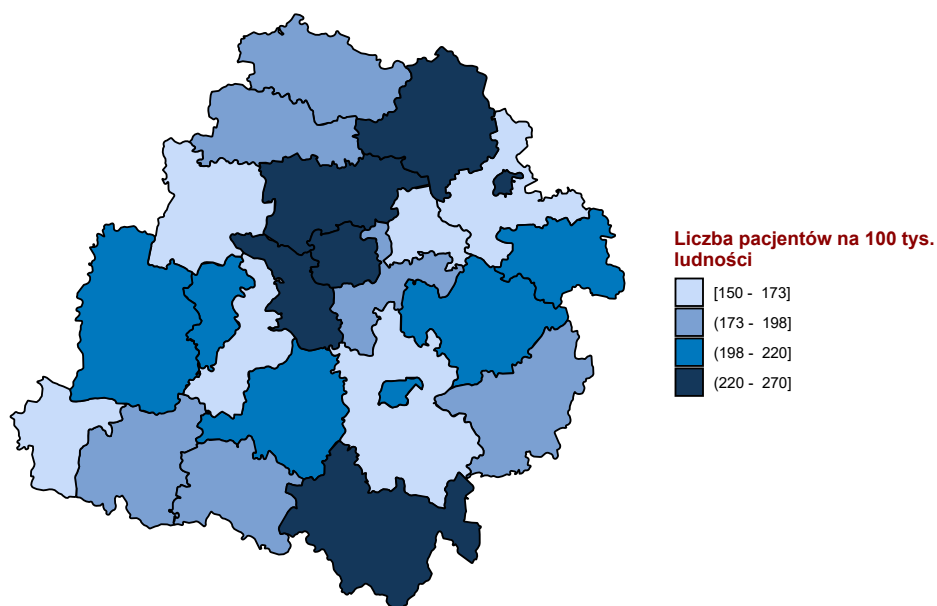 Liczba pacjentów na 100 tys.
ludności
[150 - 173]
(173 - 198]
(198 - 220]
(220 - 270]